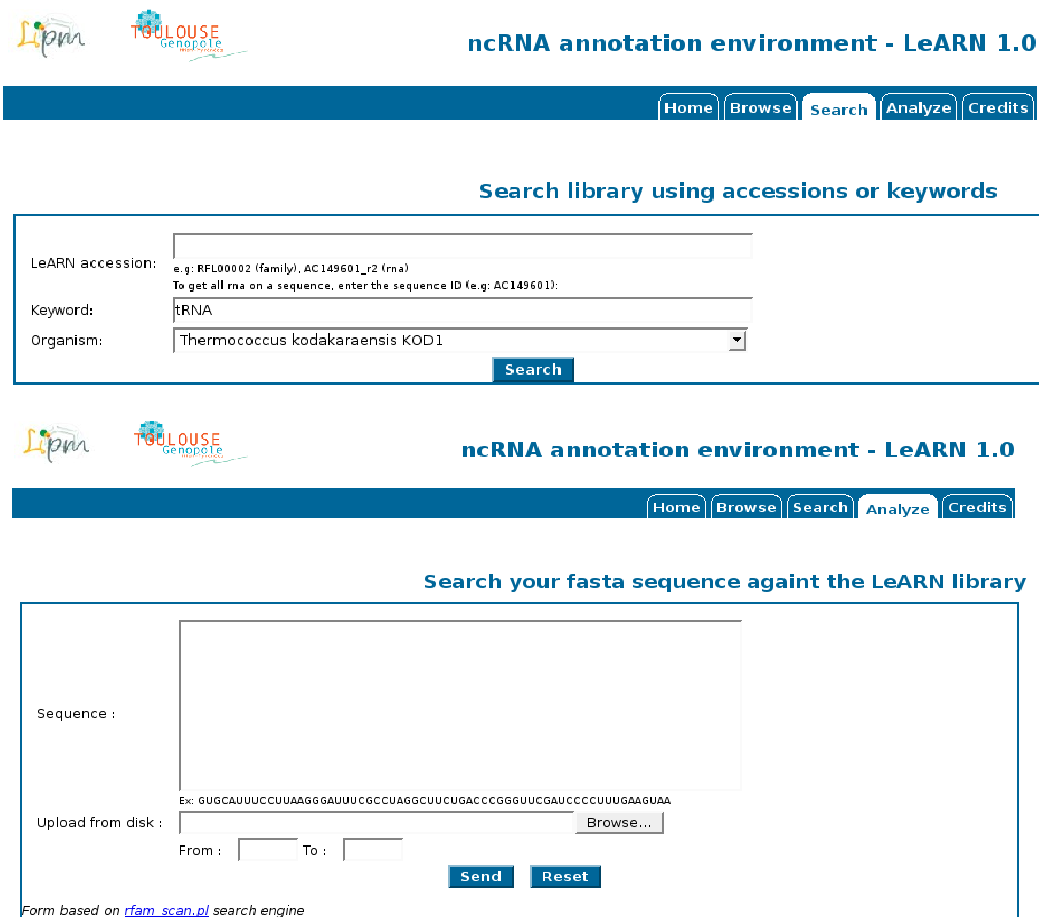 Lipm
TOULOUSE
Genopole
ncRNA annotation environment - LeARN 1.0
Home Browse Search Analyze Credits
Search library using accessions or keywords
LeARN accession:
e.g: RFL00002 (family), AC149601_r2 (rna)
To get all rna on a sequence, enter the sequence ID (e.g: AC149601):
Keyword: tRNA
Organism: Thermococcus kodakaraensis KOD1
Search
Lipm
TOULOUSE
Genopole
ncRNA annotation environment - LeARN 1.0
Home Browse Search Analyze Credits
Search your fasta sequence againt the LeARN library
Sequence :
Ex: GUGCAUUUCCUUAAGGGAUUUCGCCUAGGCUUCUGACCCGGGUUCGAUCCCCUUUGAAGUAA
Upload from disk : Browse...
From : To :
Send Reset
Form based on rfam_scan.pl search engine